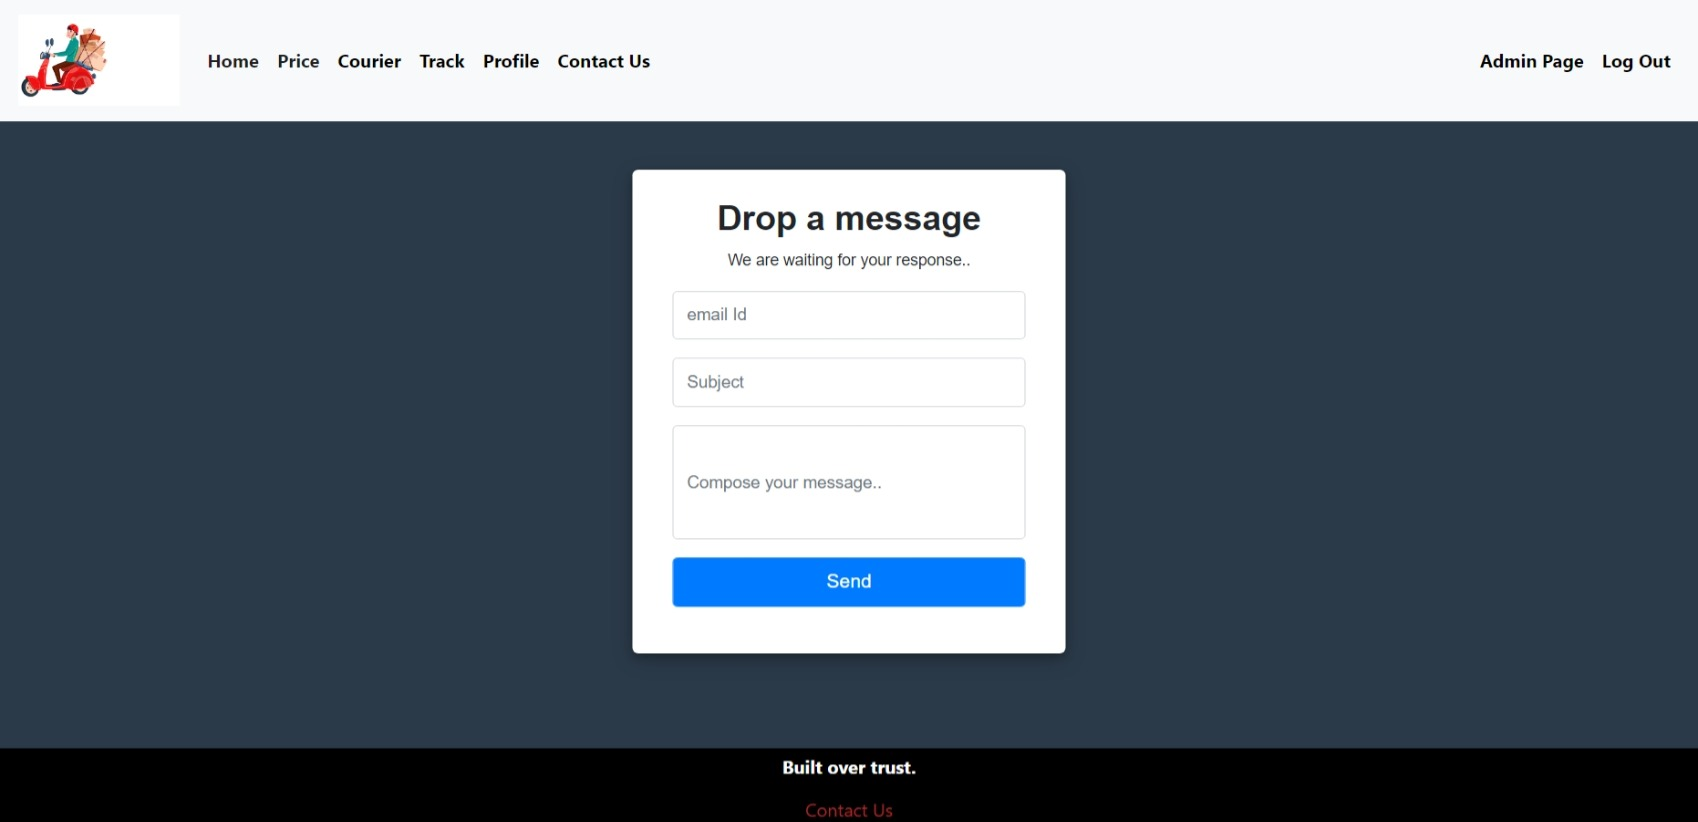 Home Price Courier Track Profile Contact Us Admin Page Log Out
Drop a message
We are waiting for your response..
email Id
Subject
Compose your message..
Send
Built over trust.
Contact Us